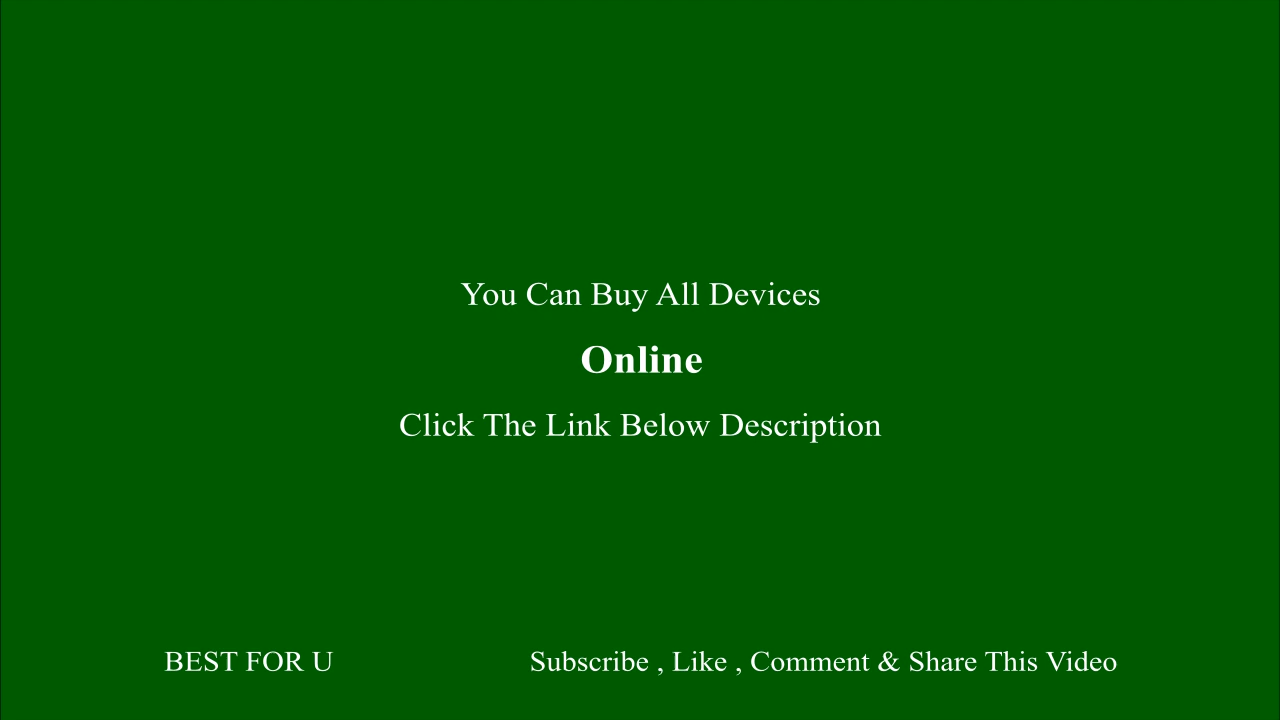 You Can Buy All Devices
Online
Click The Link Below Description
BEST FOR U
Subscribe , Like , Comment & Share This Video